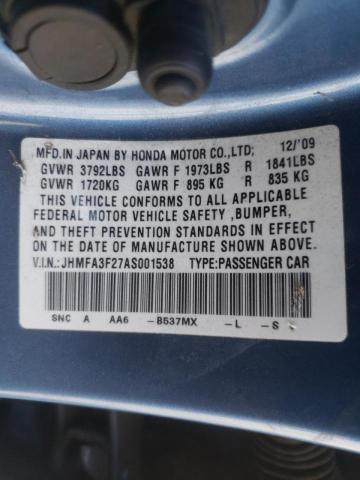 MFD.IN JAPAN BY HONDA MOTOR CO.,LTD; 12/'09
GVWR 3792LBS GAWR F 1973LBS R 1841LBS
GVWR 1720KG GAWR F 895 KG R 835 KG
THIS VEHICLE CONFORMS TO ALL APPLICABLE
FEDERAL MOTOR VEHICLE SAFETY ,BUMPER,
AND THEFT PREVENTION STANDARDS IN EFFECT
ON THE DATE OF MANUFACTURE SHOWN ABOVE.
V.I.N.: JHMFA3F27AS001538 TYPE:PASSENGER CAR
SNC A AA6 -B537MX -L -S